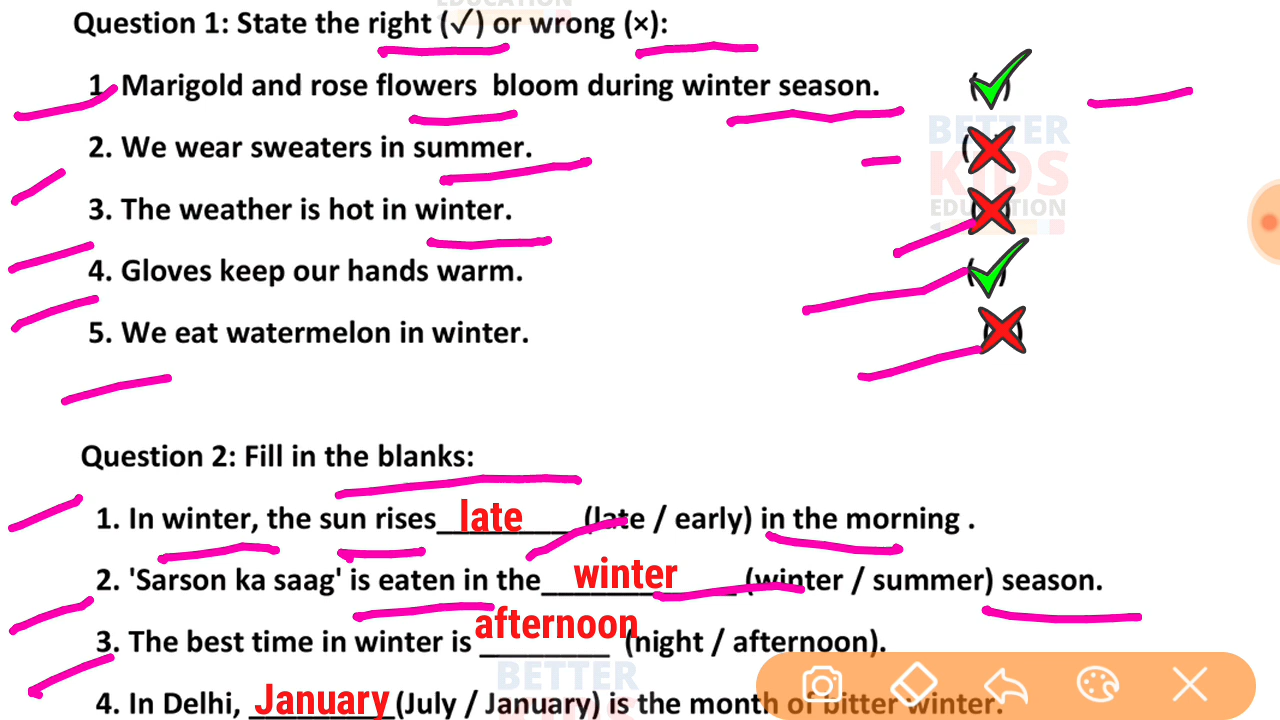 EDUCATION
Question 1: State the right (✓) or wrong (×):
1. Marigold and rose flowers bloom during winter season. (✓)
2. We wear sweaters in summer. (×)
3. The weather is hot in winter. (×)
4. Gloves keep our hands warm. (✓)
5. We eat watermelon in winter. (×)
BETTER
KIDS
EDUCATION
Question 2: Fill in the blanks:
1. In winter, the sun rises late (late / early) in the morning .
2. 'Sarson ka saag' is eaten in the winter (winter / summer) season.
3. The best time in winter is afternoon (night / afternoon).
4. In Delhi, January (July / January) is the month of bitter winter.
BETTER
KIDS